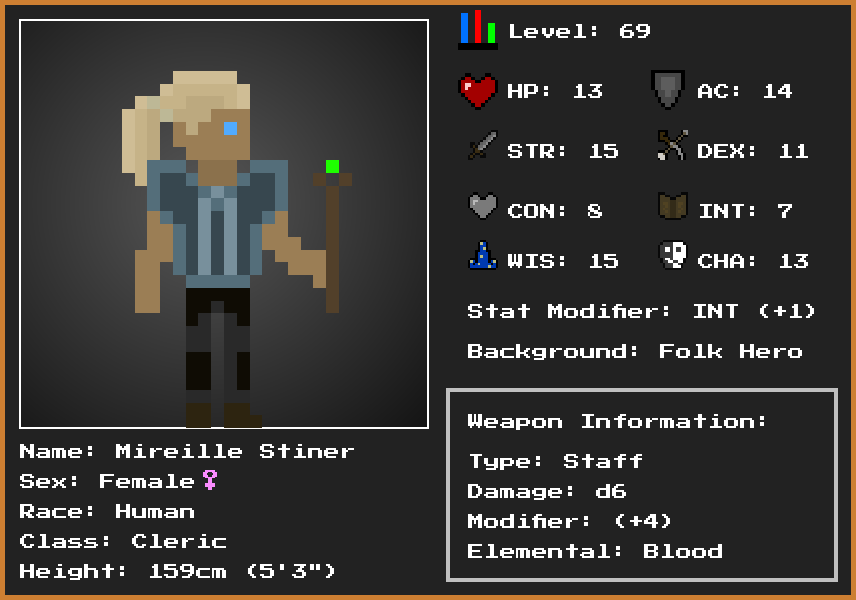 Level: 69
HP: 13 AC: 14
STR: 15 DEX: 11
CON: 8 INT: 7
WIS: 15 CHA: 13
Stat Modifier: INT (+1)
Background: Folk Hero
Weapon Information:
Type: Staff
Damage: d6
Modifier: (+4)
Elemental: Blood
Name: Mireille Stiner
Sex: Female♀
Race: Human
Class: Cleric
Height: 159cm (5'3")